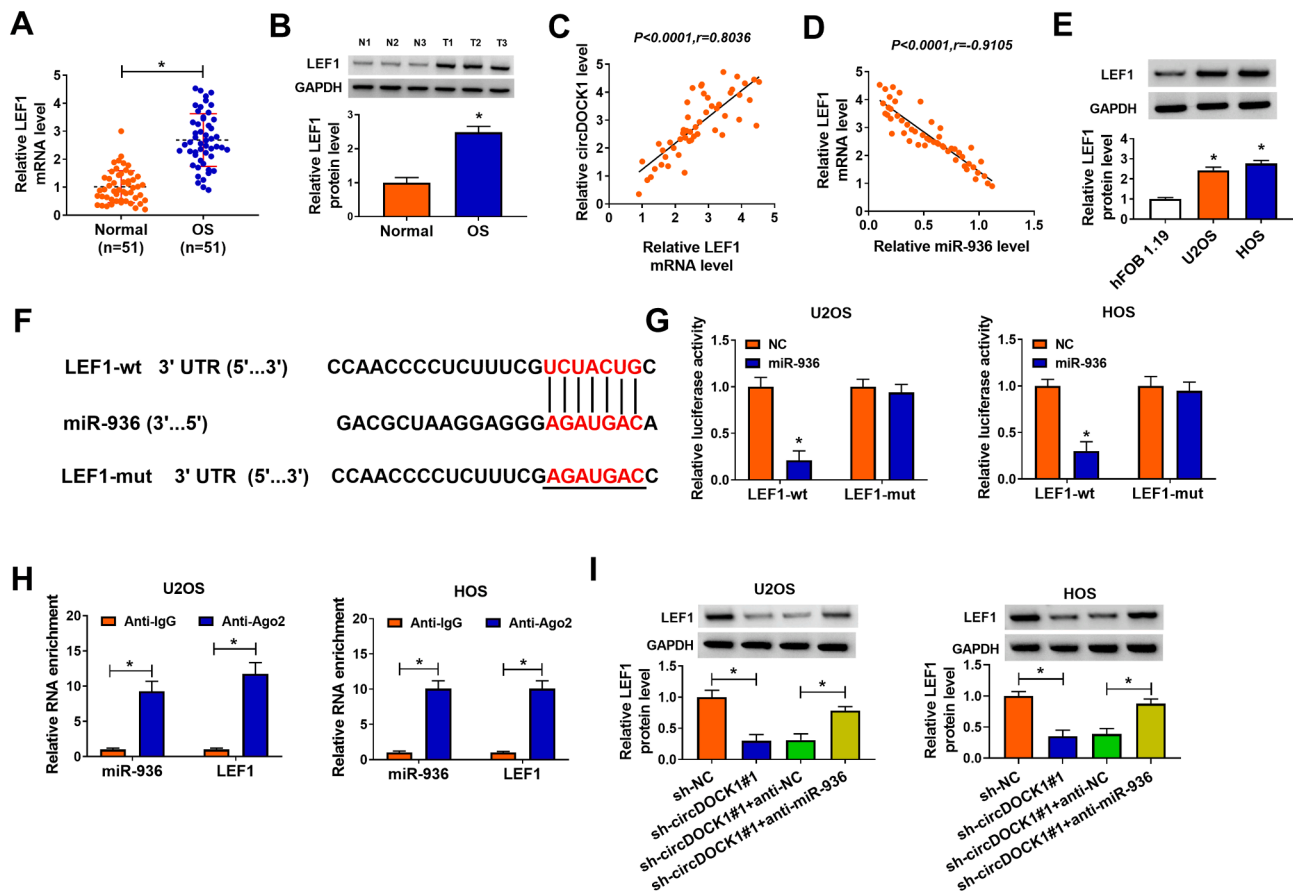 A
Relative LEF1
mRNA level
5
4
3
2
1
0
*
Normal
(n=51)
OS
(n=51)
B
N1 N2 N3 T1 T2 T3
LEF1
GAPDH
Relative LEF1
protein level
3
2
1
0
*
Normal
OS
C
P<0.0001,r=0.8036
Relative circDOCK1 level
5
4
3
2
1
0
0 1 2 3 4 5
Relative LEF1
mRNA level
D
P<0.0001,r=-0.9105
Relative LEF1
mRNA level
5
4
3
2
1
0
0.0 0.5 1.0 1.5
Relative miR-936 level
E
LEF1
GAPDH
Relative LEF1
protein level
4
3
2
1
0
* *
hFOB 1.19
U2OS
HOS
F
LEF1-wt 3' UTR (5'...3') CCAACCCCUCUUUCGUCUACUGC
miR-936 (3'...5') GACGCUAAGGAGGGAGAUGACA
LEF1-mut 3' UTR (5'...3') CCAACCCCUCUUUCGAGAUGACC
G
U2OS
Relative luciferase activity
1.5
1.0
0.5
0.0
NC
miR-936
*
LEF1-wt LEF1-mut
HOS
Relative luciferase activity
1.5
1.0
0.5
0.0
NC
miR-936
*
LEF1-wt LEF1-mut
H
U2OS
Relative RNA enrichment
20
15
10
5
0
Anti-IgG Anti-Ago2
* *
miR-936 LEF1
HOS
Relative RNA enrichment
20
15
10
5
0
Anti-IgG Anti-Ago2
* *
miR-936 LEF1
I
U2OS
LEF1
GAPDH
Relative LEF1
protein level
1.5
1.0
0.5
0.0
* *
sh-NC
sh-circDOCK1#1
sh-circDOCK1#1+anti-NC
sh-circDOCK1#1+anti-miR-936
HOS
LEF1
GAPDH
Relative LEF1
protein level
1.5
1.0
0.5
0.0
* *
sh-NC
sh-circDOCK1#1
sh-circDOCK1#1+anti-NC
sh-circDOCK1#1+anti-miR-936